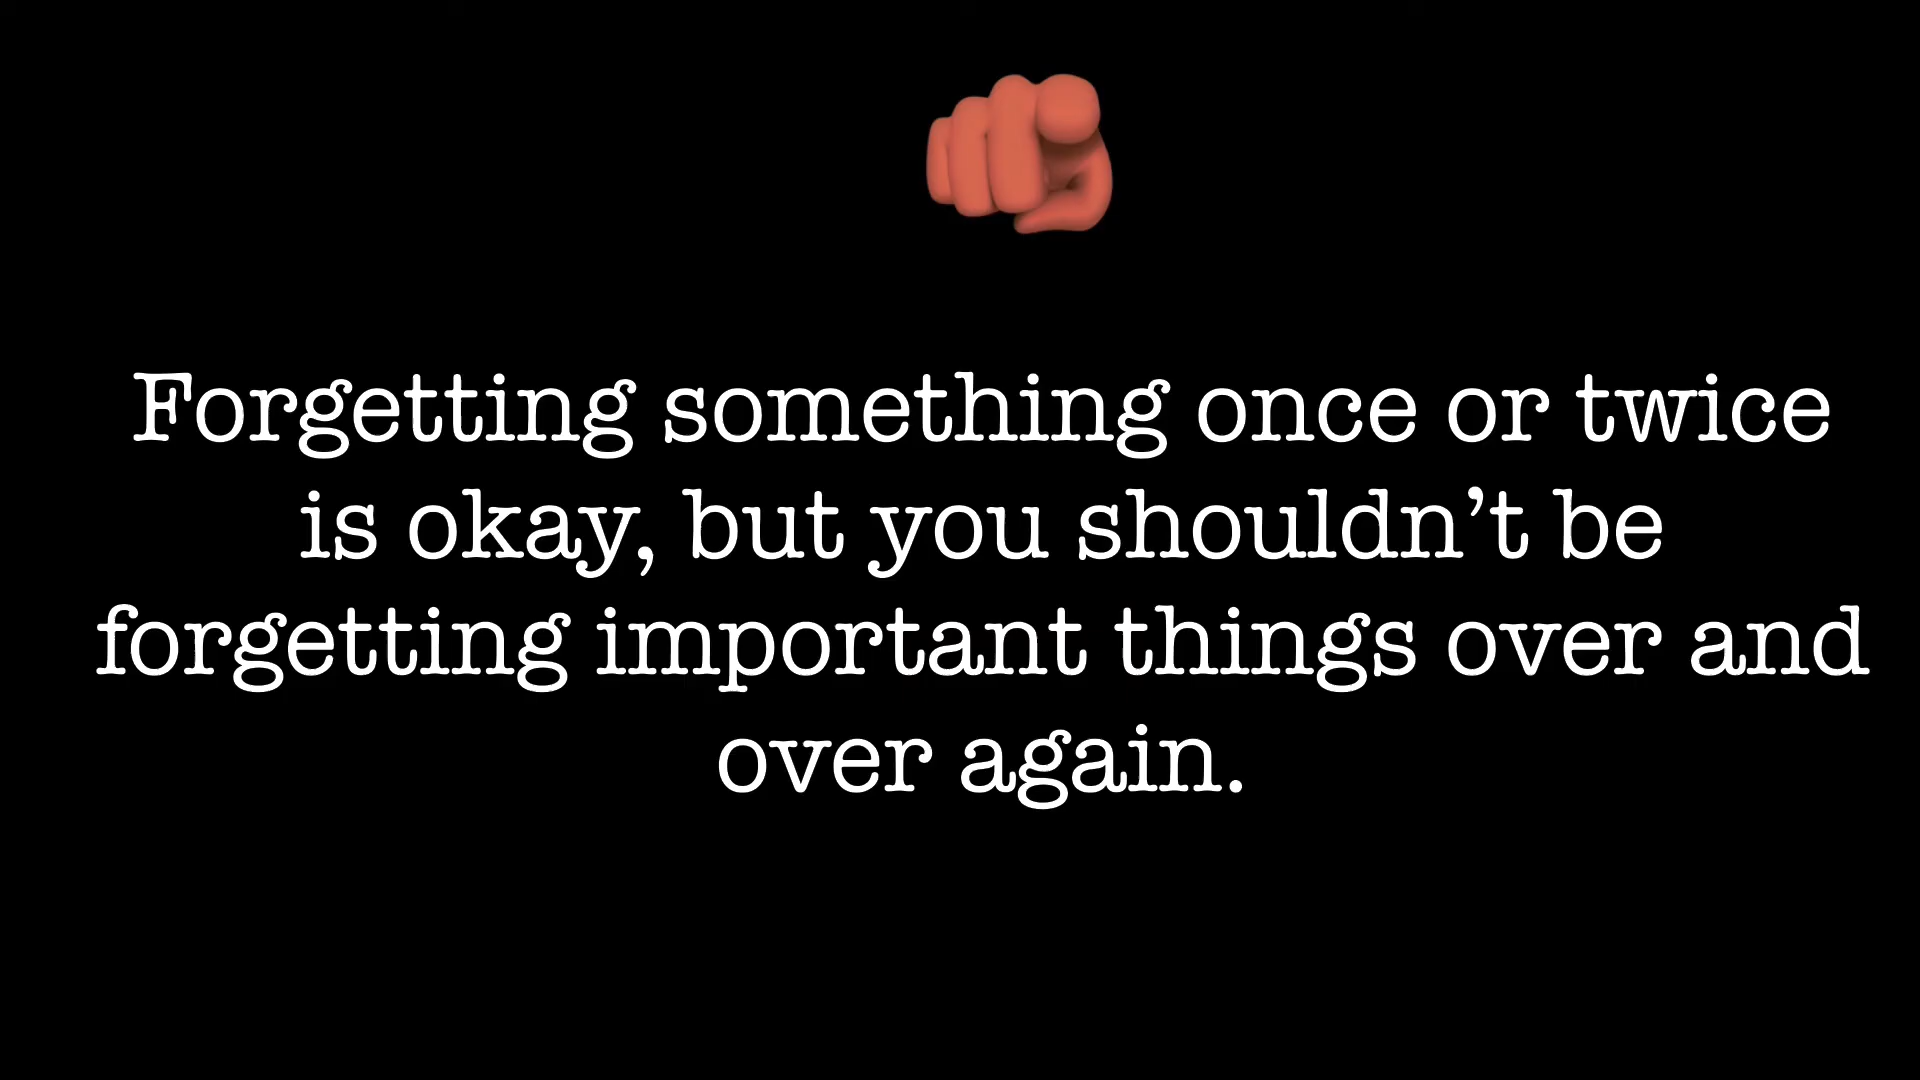 Forgetting something once or twice
is okay, but you shouldn’t be
forgetting important things over and
over again.